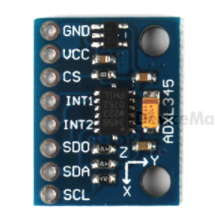 GND
VCC
CS
INT1
INT2
SDO
SDA
SCL
ADXL345
Z
Y
X